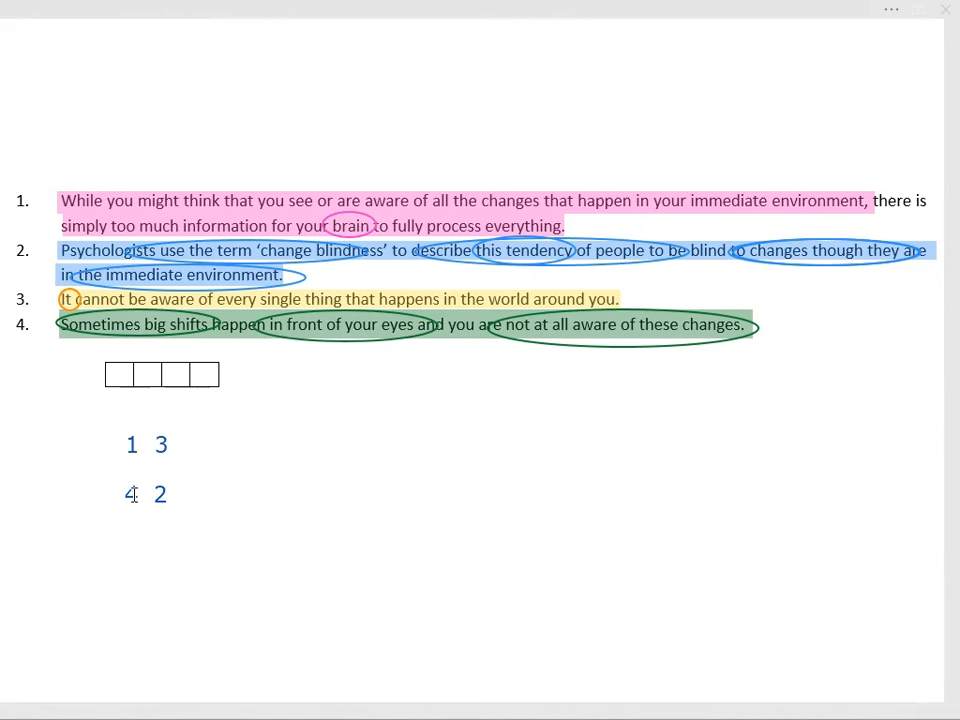 1. While you might think that you see or are aware of all the changes that happen in your immediate environment, there is
simply too much information for your brain to fully process everything.
2. Psychologists use the term ‘change blindness’ to describe this tendency of people to be blind to changes though they are
in the immediate environment.
3. It cannot be aware of every single thing that happens in the world around you.
4. Sometimes big shifts happen in front of your eyes and you are not at all aware of these changes.
1 3
4 2